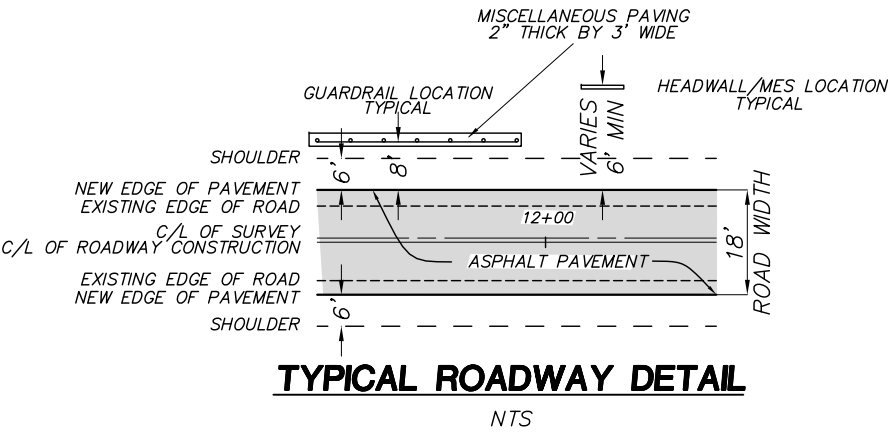 MISCELLANEOUS PAVING
2" THICK BY 3' WIDE
GUARDRAIL LOCATION
TYPICAL
HEADWALL/MES LOCATION
TYPICAL
VARIES
6' MIN
SHOULDER
6'
8'
NEW EDGE OF PAVEMENT
EXISTING EDGE OF ROAD
12+00
C/L OF SURVEY
C/L OF ROADWAY CONSTRUCTION
ASPHALT PAVEMENT
18'
ROAD WIDTH
EXISTING EDGE OF ROAD
NEW EDGE OF PAVEMENT
6'
SHOULDER
TYPICAL ROADWAY DETAIL
NTS